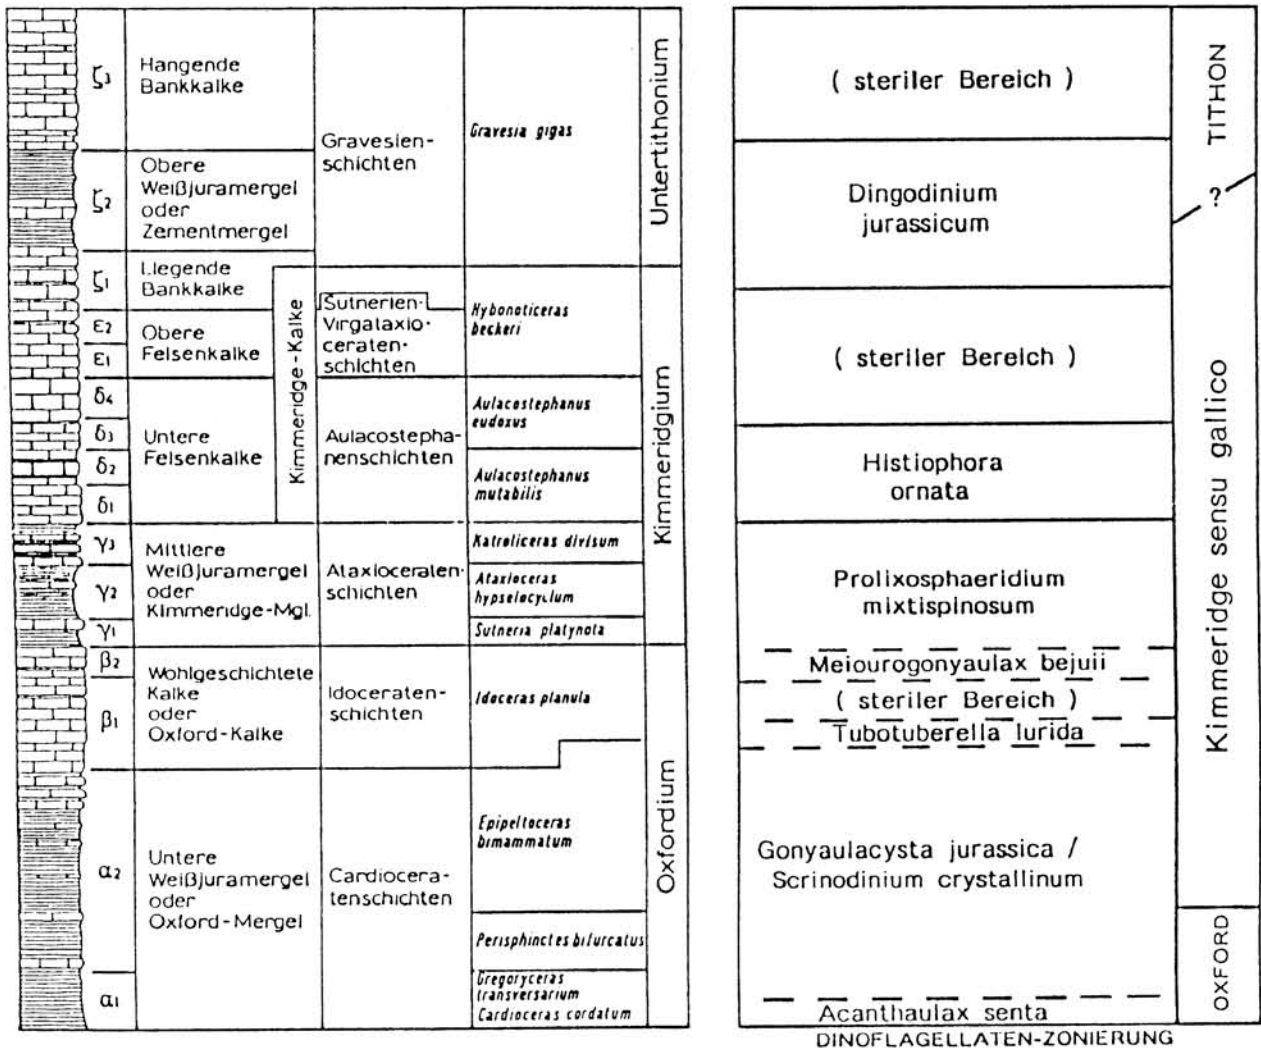 ζ3
Hangende
Bankkalke
ζ2
Obere
Weißjuramergel
oder
Zementmergel
ζ1
Liegende
Bankkalke
ε2
ε1
Obere
Felsenkalke
δ4
δ3
δ2
δ1
Untere
Felsenkalke
Kimmeridge-Kalke
γ3
γ2
γ1
Mittlere
Weißjuramergel
oder
Kimmeridge-Mgl.
β2
β1
Wohlgeschichtete
Kalke
oder
Oxford-Kalke
α2
α1
Untere
Weißjuramergel
oder
Oxford-Mergel
Gravesien-
schichten
Sutnerien-
Virgalaxio-
ceraten-
schichten
Aulacostepha-
nenschichten
Ataxioceraten-
schichten
Idoceraten-
schichten
Cardiocera-
tenschichten
Gravesia gigas
Hybonoticeras
beckeri
Aulacostephanus
eudoxus
Aulacostephanus
mutabilis
Katroliceras divisum
Ataxioceras
hypselocyclum
Sutneria platynota
Idoceras planula
Epipeltoceras
bimammatum
Perisphinctes bifurcatus
Gregoryceras
transversarium
Cardioceras cordatum
Untertithonium
Kimmeridgium
Oxfordium
( steriler Bereich )
Dingodinium
jurassicum
( steriler Bereich )
Histiophora
ornata
Prolixosphaeridium
mixtispinosum
Meiourogonyaulax bejuii
( steriler Bereich )
Tubotuberella lurida
Gonyaulacysta jurassica /
Scrinodinium crystallinum
Acanthaulax senta
TITHON
?
Kimmeridge sensu gallico
OXFORD
DINOFLAGELLATEN-ZONIERUNG